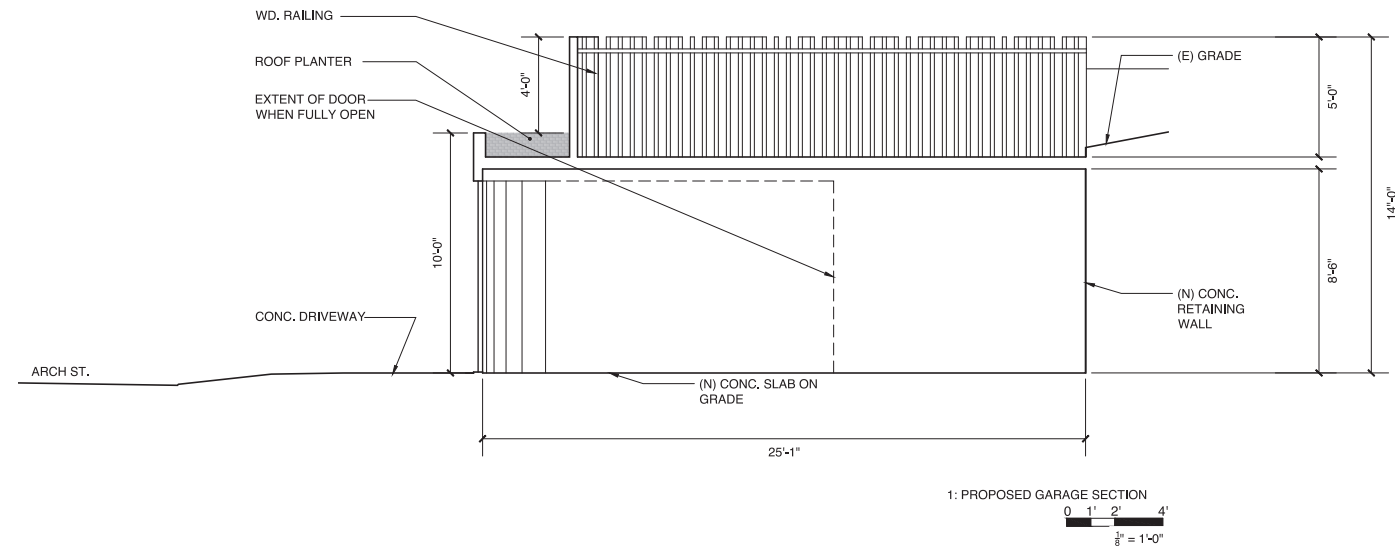 WD. RAILING
ROOF PLANTER
EXTENT OF DOOR
WHEN FULLY OPEN
4'-0"
(E) GRADE
5'-0"
14'-0"
10'-0"
8'-6"
(N) CONC.
RETAINING
WALL
CONC. DRIVEWAY
ARCH ST.
(N) CONC. SLAB ON
GRADE
25'-1"
1: PROPOSED GARAGE SECTION
0 1' 2' 4'
1/8" = 1'-0"